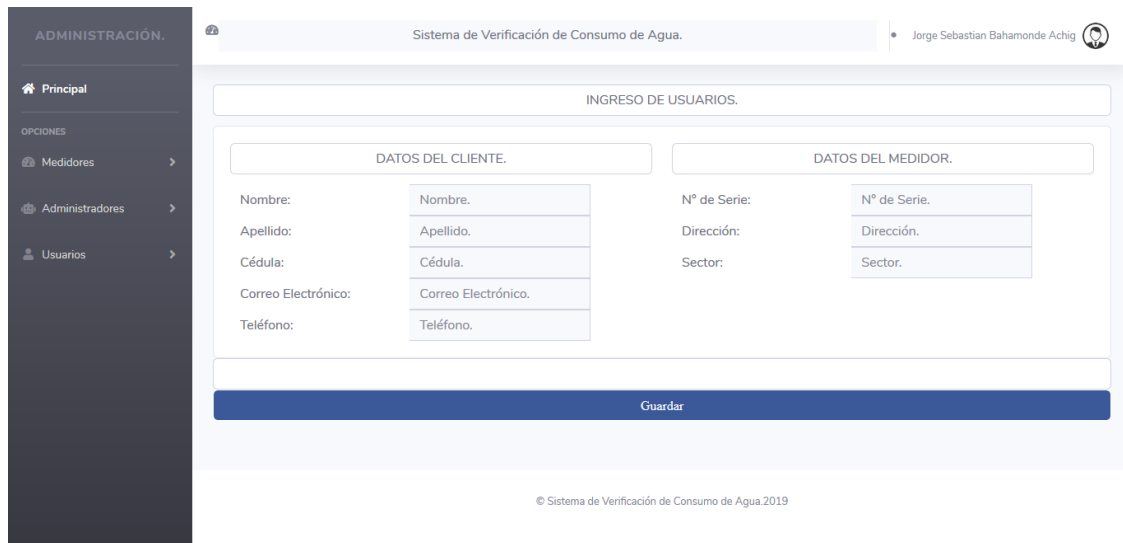 ADMINISTRACIÓN.
Principal
OPCIONES
Medidores
Administradores
Usuarios
Sistema de Verificación de Consumo de Agua.
Jorge Sebastian Bahamonde Achig
INGRESO DE USUARIOS.
DATOS DEL CLIENTE.
Nombre: Nombre.
Apellido: Apellido.
Cédula: Cédula.
Correo Electrónico: Correo Electrónico.
Teléfono: Teléfono.
DATOS DEL MEDIDOR.
N° de Serie: N° de Serie.
Dirección: Dirección.
Sector: Sector.
Guardar
© Sistema de Verificación de Consumo de Agua.2019